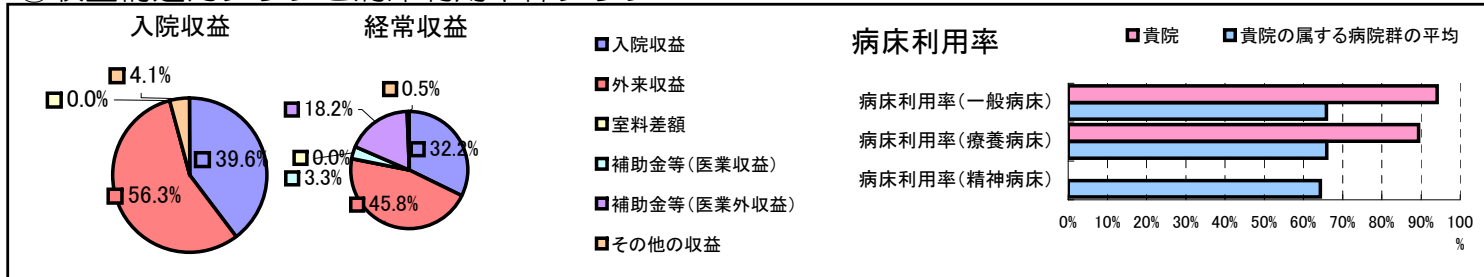 入院収益
4.1%
0.0%
39.6%
56.3%
経常収益
0.5%
18.2%
0.0%
3.3%
32.2%
45.8%
入院収益
外来収益
室料差額
補助金等(医業収益)
補助金等(医業外収益)
その他の収益
病床利用率
貴院
貴院の属する病院群の平均
病床利用率(一般病床)
病床利用率(療養病床)
病床利用率(精神病床)
0% 10% 20% 30% 40% 50% 60% 70% 80% 90% 100
%